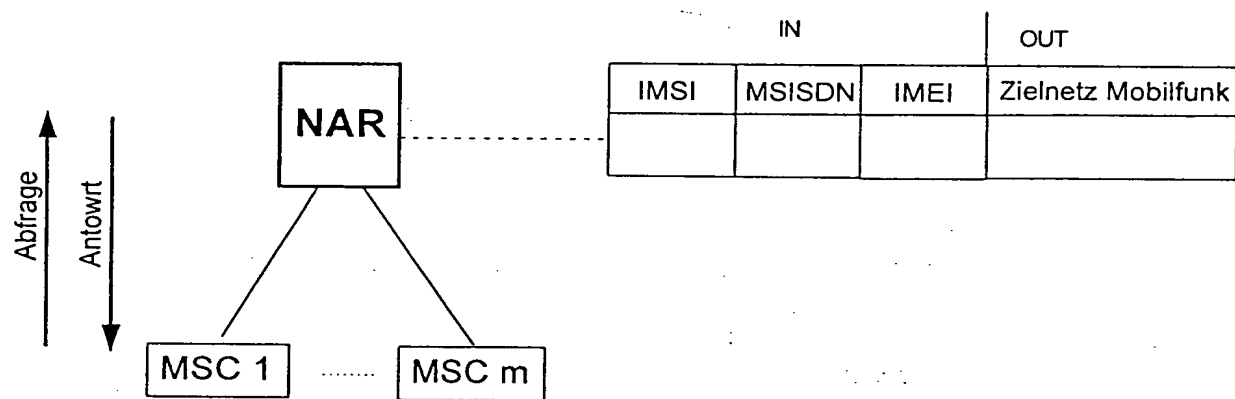 IN OUT
IMSI MSISDN IMEI Zielnetz Mobilfunk
NAR
Abfrage
Antowrt
MSC 1 ........ MSC m